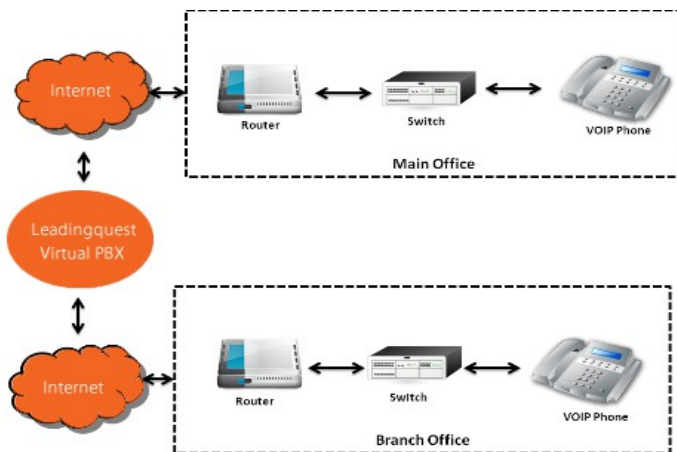 Internet
Router
Switch
VOIP Phone
Main Office
Leadingquest
Virtual PBX
Internet
Router
Switch
VOIP Phone
Branch Office